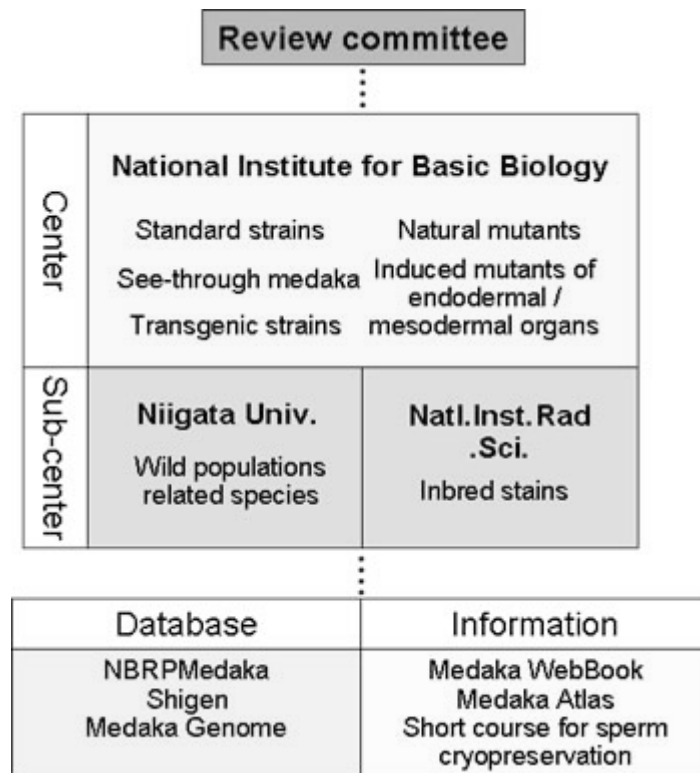 Review committee
Center
National Institute for Basic Biology
Standard strains
See-through medaka
Transgenic strains
Natural mutants
Induced mutants of
endodermal /
mesodermal organs
Sub-center
Niigata Univ.
Wild populations
related species
Natl.Inst.Rad
.Sci.
Inbred stains
Database
NBRPMedaka
Shigen
Medaka Genome
Information
Medaka WebBook
Medaka Atlas
Short course for sperm
cryopreservation